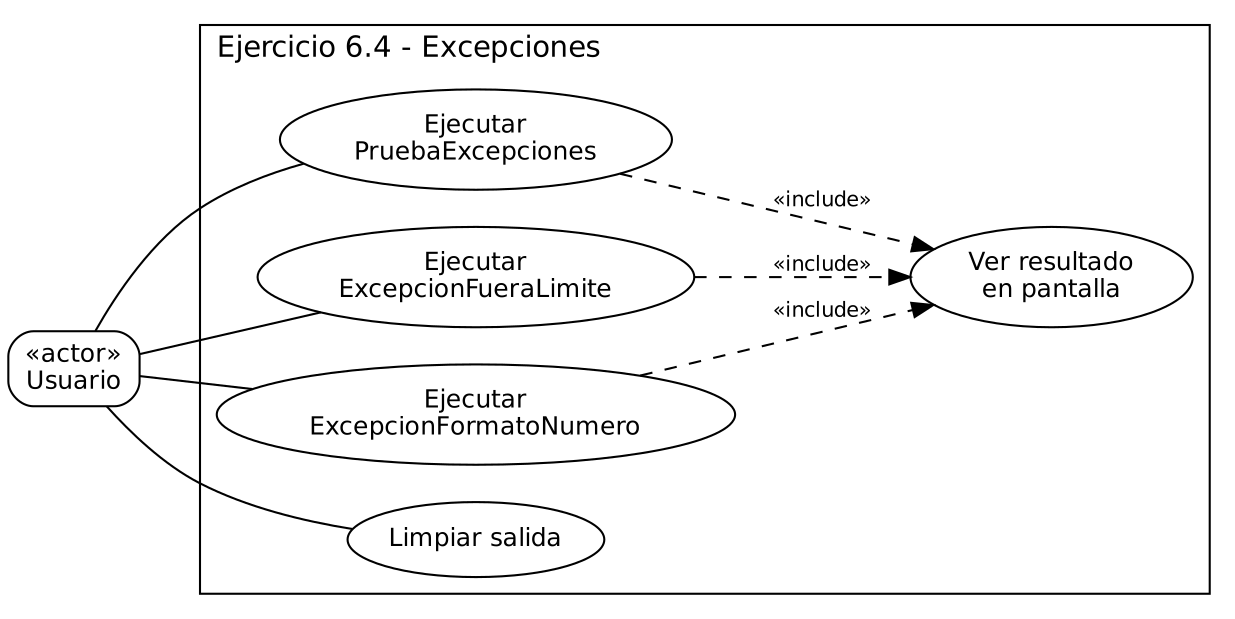 Ejercicio 6.4 - Excepciones
Ejecutar
PruebaExcepciones
«include»
Ejecutar
ExcepcionFueraLimite
«include»
Ver resultado
en pantalla
«include»
«actor»
Usuario
Ejecutar
ExcepcionFormatoNumero
Limpiar salida